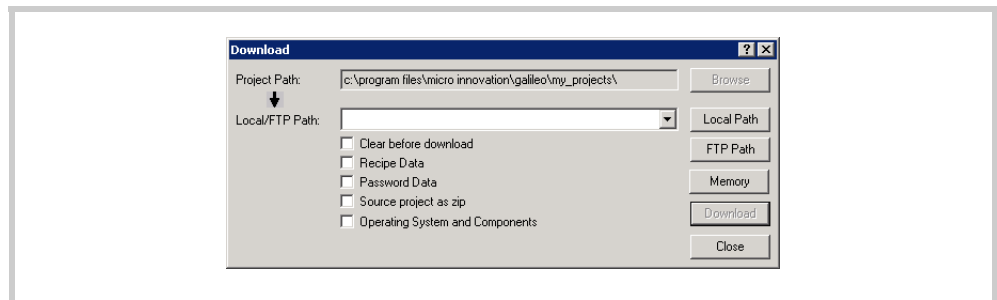 Download
Project Path: c:\program files\micro innovation\galileo\my_projects\ Browse
Local/FTP Path: Local Path
Clear before download
FTP Path
Recipe Data
Password Data
Memory
Source project as zip
Download
Operating System and Components
Close